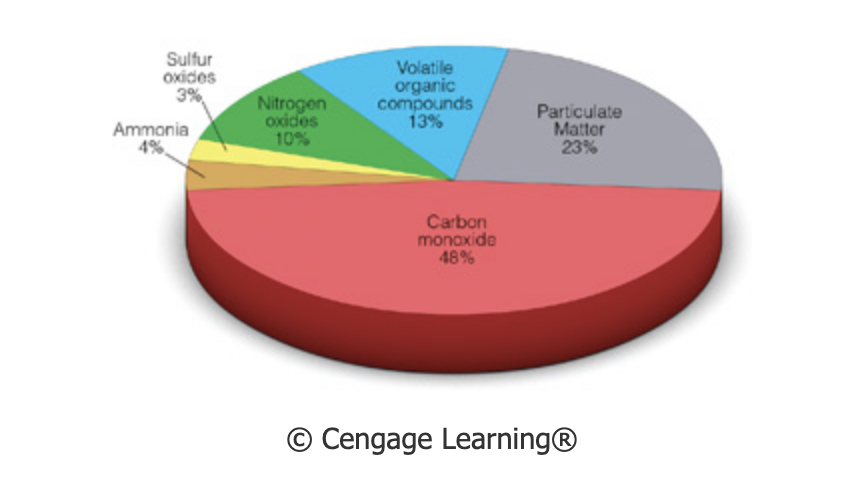 Sulfur
oxides
3%
Ammonia
4%
Nitrogen
oxides
10%
Volatile
organic
compounds
13%
Particulate
Matter
23%
Carbon
monoxide
48%
© Cengage Learning®